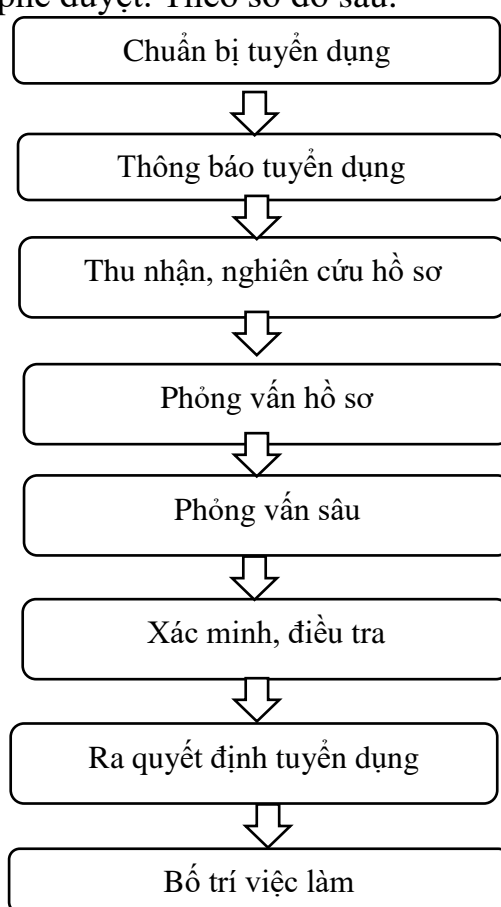 phê duyệt. Theo sơ đồ sau:
Chuẩn bị tuyển dụng
Thông báo tuyển dụng
Thu nhận, nghiên cứu hồ sơ
Phỏng vấn hồ sơ
Phỏng vấn sâu
Xác minh, điều tra
Ra quyết định tuyển dụng
Bố trí việc làm